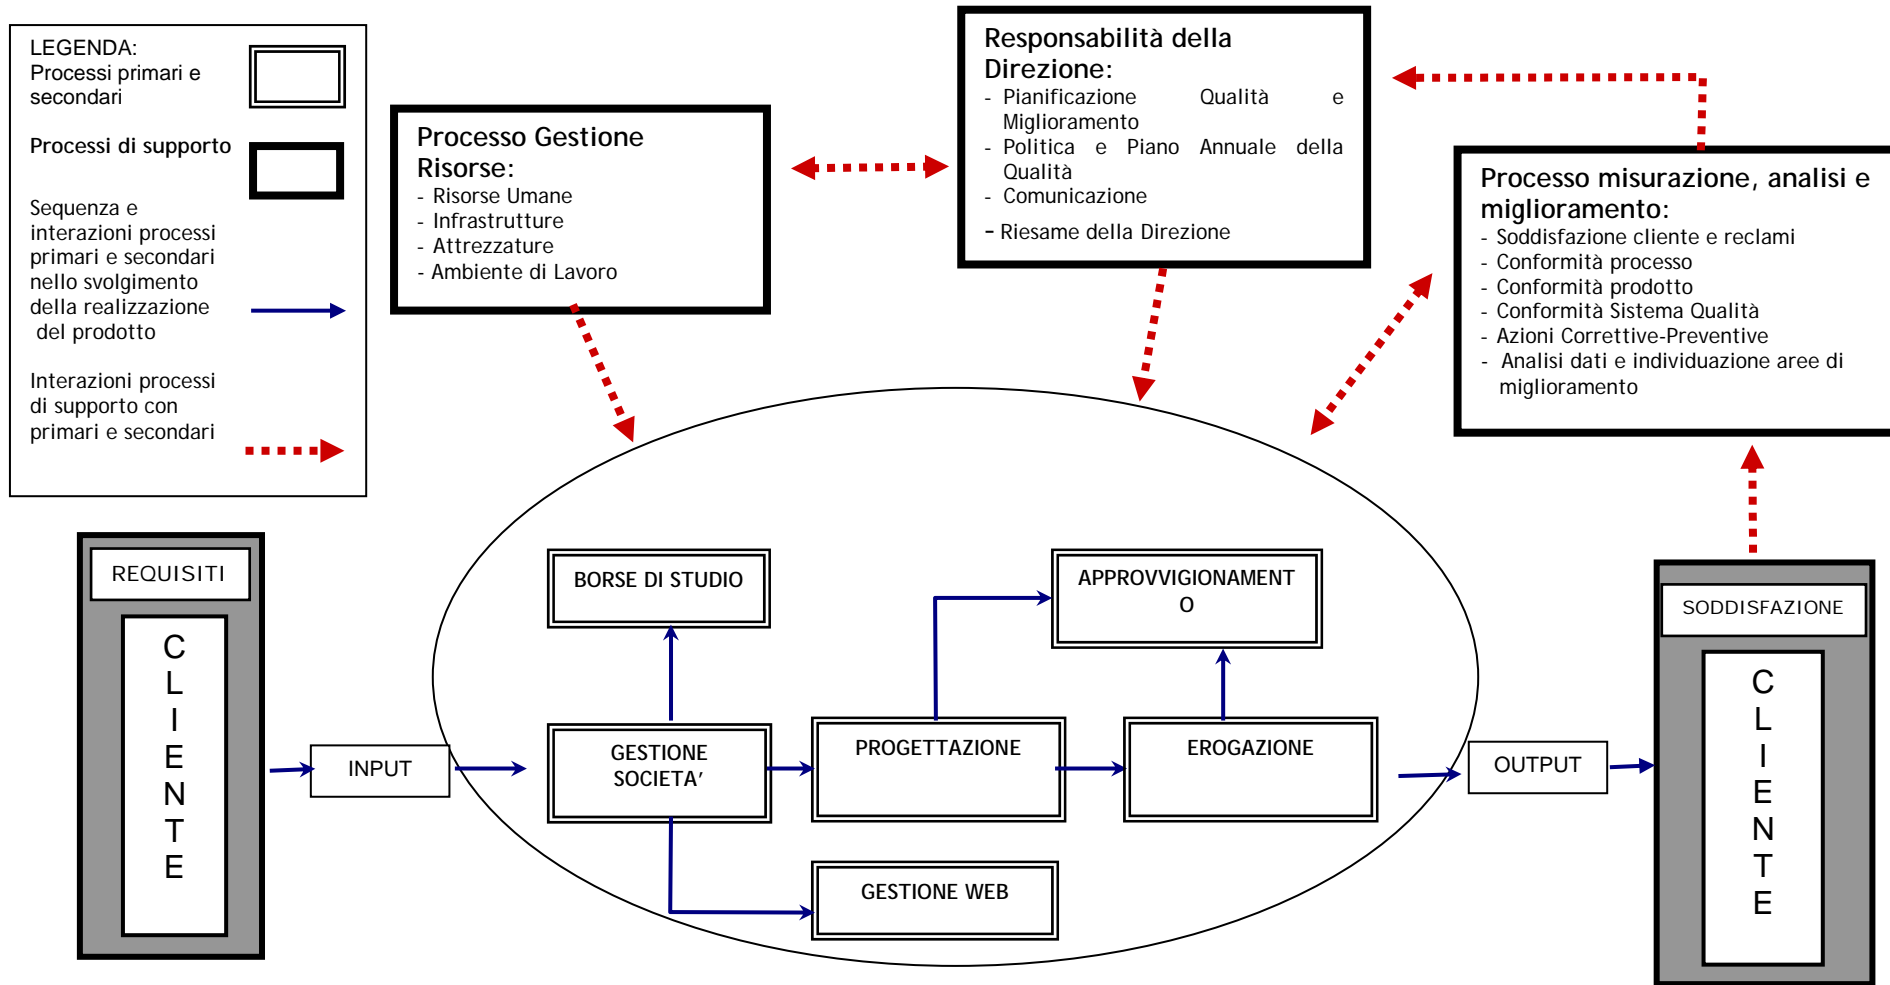 LEGENDA:
Processi primari e
secondari
Processi di supporto
Sequenza e
interazioni processi
primari e secondari
nello svolgimento
della realizzazione
del prodotto
Interazioni processi
di supporto con
primari e secondari
Processo Gestione
Risorse:
- Risorse Umane
- Infrastrutture
- Attrezzature
- Ambiente di Lavoro
Responsabilità della
Direzione:
- Pianificazione Qualità e
Miglioramento
- Politica e Piano Annuale della
Qualità
- Comunicazione
- Riesame della Direzione
Processo misurazione, analisi e
miglioramento:
- Soddisfazione cliente e reclami
- Conformità processo
- Conformità prodotto
- Conformità Sistema Qualità
- Azioni Correttive-Preventive
- Analisi dati e individuazione aree di
miglioramento
REQUISITI
C
L
I
E
N
T
E
INPUT
BORSE DI STUDIO
APPROVVIGIONAMENT
O
GESTIONE
SOCIETA’
PROGETTAZIONE
EROGAZIONE
GESTIONE WEB
OUTPUT
SODDISFAZIONE
C
L
I
E
N
T
E